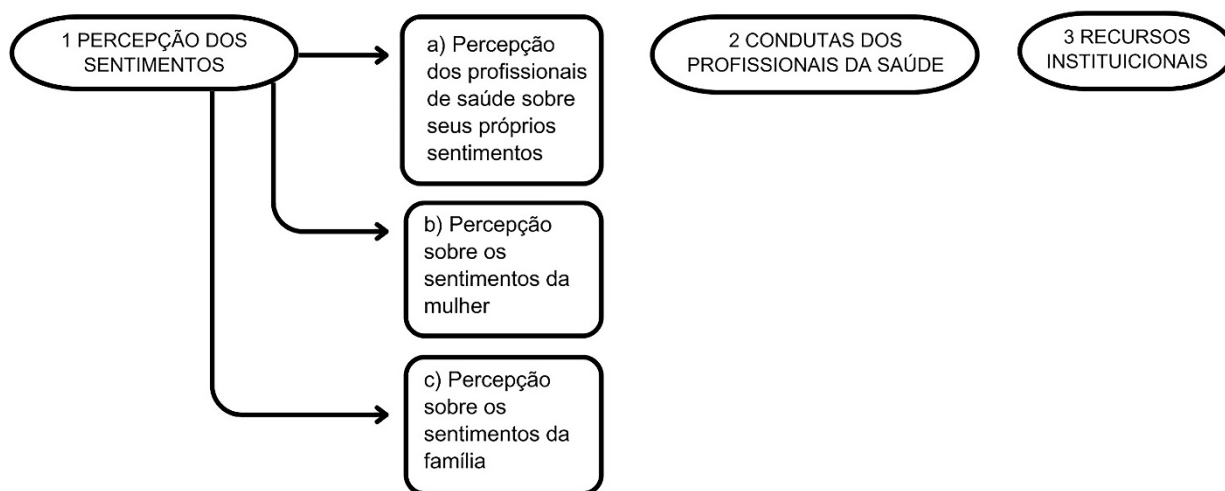 1 PERCEPÇÃO DOS
SENTIMENTOS
a) Percepção
dos profissionais
de saúde sobre
seus próprios
sentimentos
b) Percepção
sobre os
sentimentos da
mulher
c) Percepção
sobre os
sentimentos da
família
2 CONDUTAS DOS
PROFISSIONAIS DA SAÚDE
3 RECURSOS
INSTITUICIONAIS